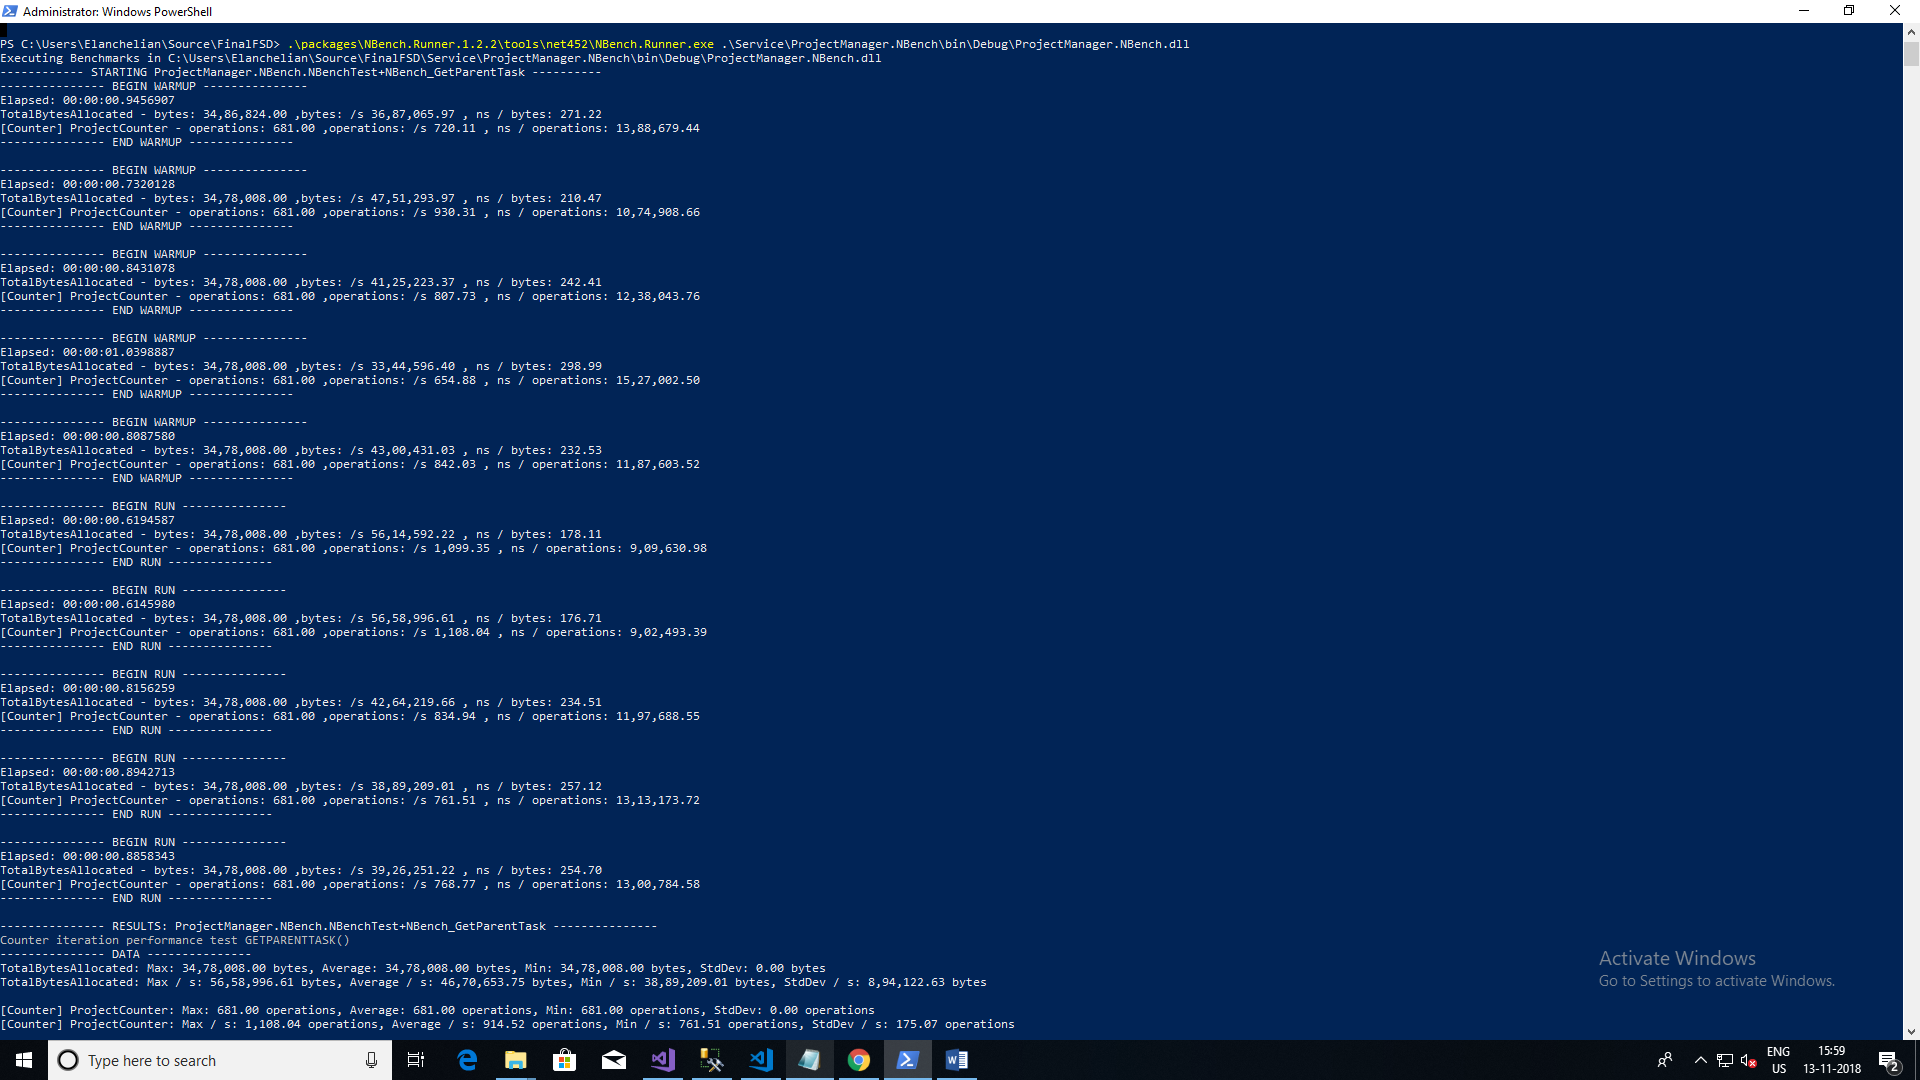 Administrator: Windows PowerShell
PS C:\Users\Elanchelian\Source\FinalFSD> .\packages\NBench.Runner.1.2.2\tools\net452\NBench.Runner.exe .\Service\ProjectManager.NBench\bin\Debug\ProjectManager.NBench.dll
Executing Benchmarks in C:\Users\Elanchelian\Source\FinalFSD\Service\ProjectManager.NBench\bin\Debug\ProjectManager.NBench.dll
------------ STARTING ProjectManager.NBench.NBenchTest+NBench_GetParentTask ----------
--------------- BEGIN WARMUP ---------------
Elapsed: 00:00:00.9456907
TotalBytesAllocated - bytes: 34,86,824.00 ,bytes: /s 36,87,065.97 , ns / bytes: 271.22
[Counter] ProjectCounter - operations: 681.00 ,operations: /s 720.11 , ns / operations: 13,88,679.44
--------------- END WARMUP ---------------
--------------- BEGIN WARMUP ---------------
Elapsed: 00:00:00.7320128
TotalBytesAllocated - bytes: 34,78,008.00 ,bytes: /s 47,51,293.97 , ns / bytes: 210.47
[Counter] ProjectCounter - operations: 681.00 ,operations: /s 930.31 , ns / operations: 10,74,908.66
--------------- END WARMUP ---------------
--------------- BEGIN WARMUP ---------------
Elapsed: 00:00:00.8431078
TotalBytesAllocated - bytes: 34,78,008.00 ,bytes: /s 41,25,223.37 , ns / bytes: 242.41
[Counter] ProjectCounter - operations: 681.00 ,operations: /s 807.73 , ns / operations: 12,38,043.76
--------------- END WARMUP ---------------
--------------- BEGIN WARMUP ---------------
Elapsed: 00:00:01.0398887
TotalBytesAllocated - bytes: 34,78,008.00 ,bytes: /s 33,44,596.40 , ns / bytes: 298.99
[Counter] ProjectCounter - operations: 681.00 ,operations: /s 654.88 , ns / operations: 15,27,002.50
--------------- END WARMUP ---------------
--------------- BEGIN WARMUP ---------------
Elapsed: 00:00:00.8087580
TotalBytesAllocated - bytes: 34,78,008.00 ,bytes: /s 43,00,431.03 , ns / bytes: 232.53
[Counter] ProjectCounter - operations: 681.00 ,operations: /s 842.03 , ns / operations: 11,87,603.52
--------------- END WARMUP ---------------
--------------- BEGIN RUN ---------------
Elapsed: 00:00:00.6194587
TotalBytesAllocated - bytes: 34,78,008.00 ,bytes: /s 56,14,592.22 , ns / bytes: 178.11
[Counter] ProjectCounter - operations: 681.00 ,operations: /s 1,099.35 , ns / operations: 9,09,630.98
--------------- END RUN ---------------
--------------- BEGIN RUN ---------------
Elapsed: 00:00:00.6145980
TotalBytesAllocated - bytes: 34,78,008.00 ,bytes: /s 56,58,996.61 , ns / bytes: 176.71
[Counter] ProjectCounter - operations: 681.00 ,operations: /s 1,108.04 , ns / operations: 9,02,493.39
--------------- END RUN ---------------
--------------- BEGIN RUN ---------------
Elapsed: 00:00:00.8156259
TotalBytesAllocated - bytes: 34,78,008.00 ,bytes: /s 42,64,219.66 , ns / bytes: 234.51
[Counter] ProjectCounter - operations: 681.00 ,operations: /s 834.94 , ns / operations: 11,97,688.55
--------------- END RUN ---------------
--------------- BEGIN RUN ---------------
Elapsed: 00:00:00.8942713
TotalBytesAllocated - bytes: 34,78,008.00 ,bytes: /s 38,89,209.01 , ns / bytes: 257.12
[Counter] ProjectCounter - operations: 681.00 ,operations: /s 761.51 , ns / operations: 13,13,173.72
--------------- END RUN ---------------
--------------- BEGIN RUN ---------------
Elapsed: 00:00:00.8858343
TotalBytesAllocated - bytes: 34,78,008.00 ,bytes: /s 39,26,251.22 , ns / bytes: 254.70
[Counter] ProjectCounter - operations: 681.00 ,operations: /s 768.77 , ns / operations: 13,00,784.58
--------------- END RUN ---------------
--------------- RESULTS: ProjectManager.NBench.NBenchTest+NBench_GetParentTask ---------------
Counter iteration performance test GETPARENTTASK()
--------------- DATA ---------------
TotalBytesAllocated: Max: 34,78,008.00 bytes, Average: 34,78,008.00 bytes, Min: 34,78,008.00 bytes, StdDev: 0.00 bytes
TotalBytesAllocated: Max / s: 56,58,996.61 bytes, Average / s: 46,70,653.75 bytes, Min / s: 38,89,209.01 bytes, StdDev / s: 8,94,122.63 bytes
[Counter] ProjectCounter: Max: 681.00 operations, Average: 681.00 operations, Min: 681.00 operations, StdDev: 0.00 operations
[Counter] ProjectCounter: Max / s: 1,108.04 operations, Average / s: 914.52 operations, Min / s: 761.51 operations, StdDev / s: 175.07 operations
Activate Windows
Go to Settings to activate Windows.
Type here to search
ENG
US
15:59
13-11-2018
2